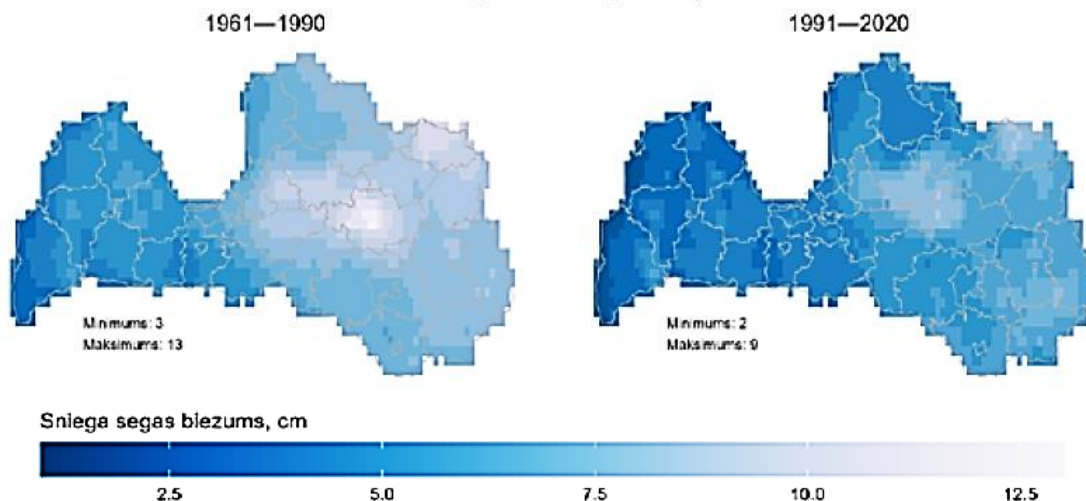 1961—1990
1991—2020
Minimums: 3
Maksimums: 13
Minimums: 2
Maksimums: 9
Sniega segas biezums, cm
2.5 5.0 7.5 10.0 12.5